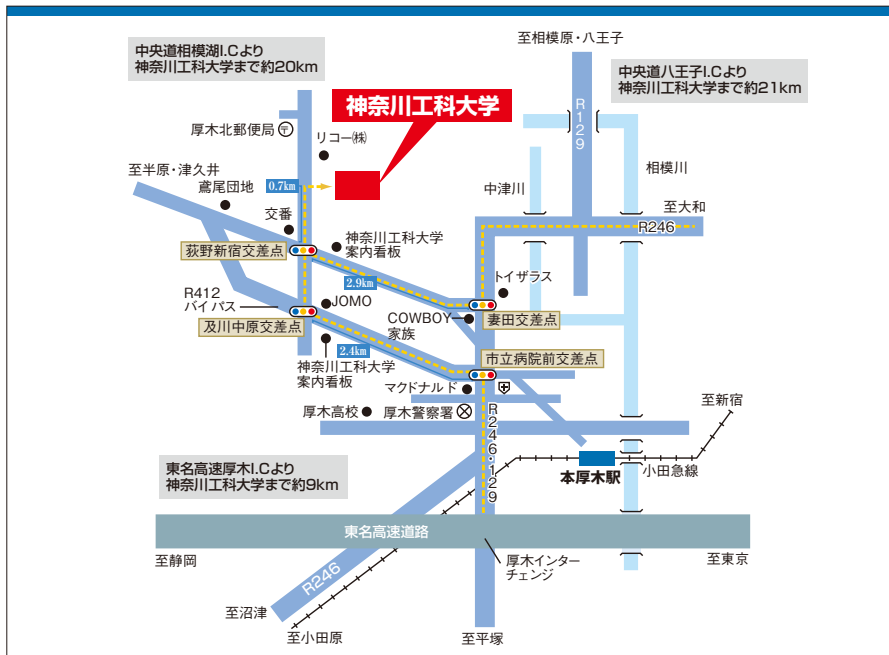 中央道相模湖I.Cより
神奈川工科大学まで約20km
至相模原・八王子
中央道八王子I.Cより
神奈川工科大学まで約21km
神奈川工科大学
R129
厚木北郵便局
〒
リコー㈱
至半原・津久井
0.7km
中津川
相模川
鳶尾団地
至大和
交番
R246
荻野新宿交差点
神奈川工科大学
案内看板
2.9km
トイザラス
R412
バイパス
JOMO
COWBOY
家族
妻田交差点
及川中原交差点
2.4km
市立病院前交差点
神奈川工科大学
案内看板
マクドナルド
厚木高校
厚木警察署
R246・129
至新宿
本厚木駅
小田急線
東名高速厚木I.Cより
神奈川工科大学まで約9km
東名高速道路
至静岡
厚木インター
チェンジ
至東京
R246
至沼津
至小田原
至平塚